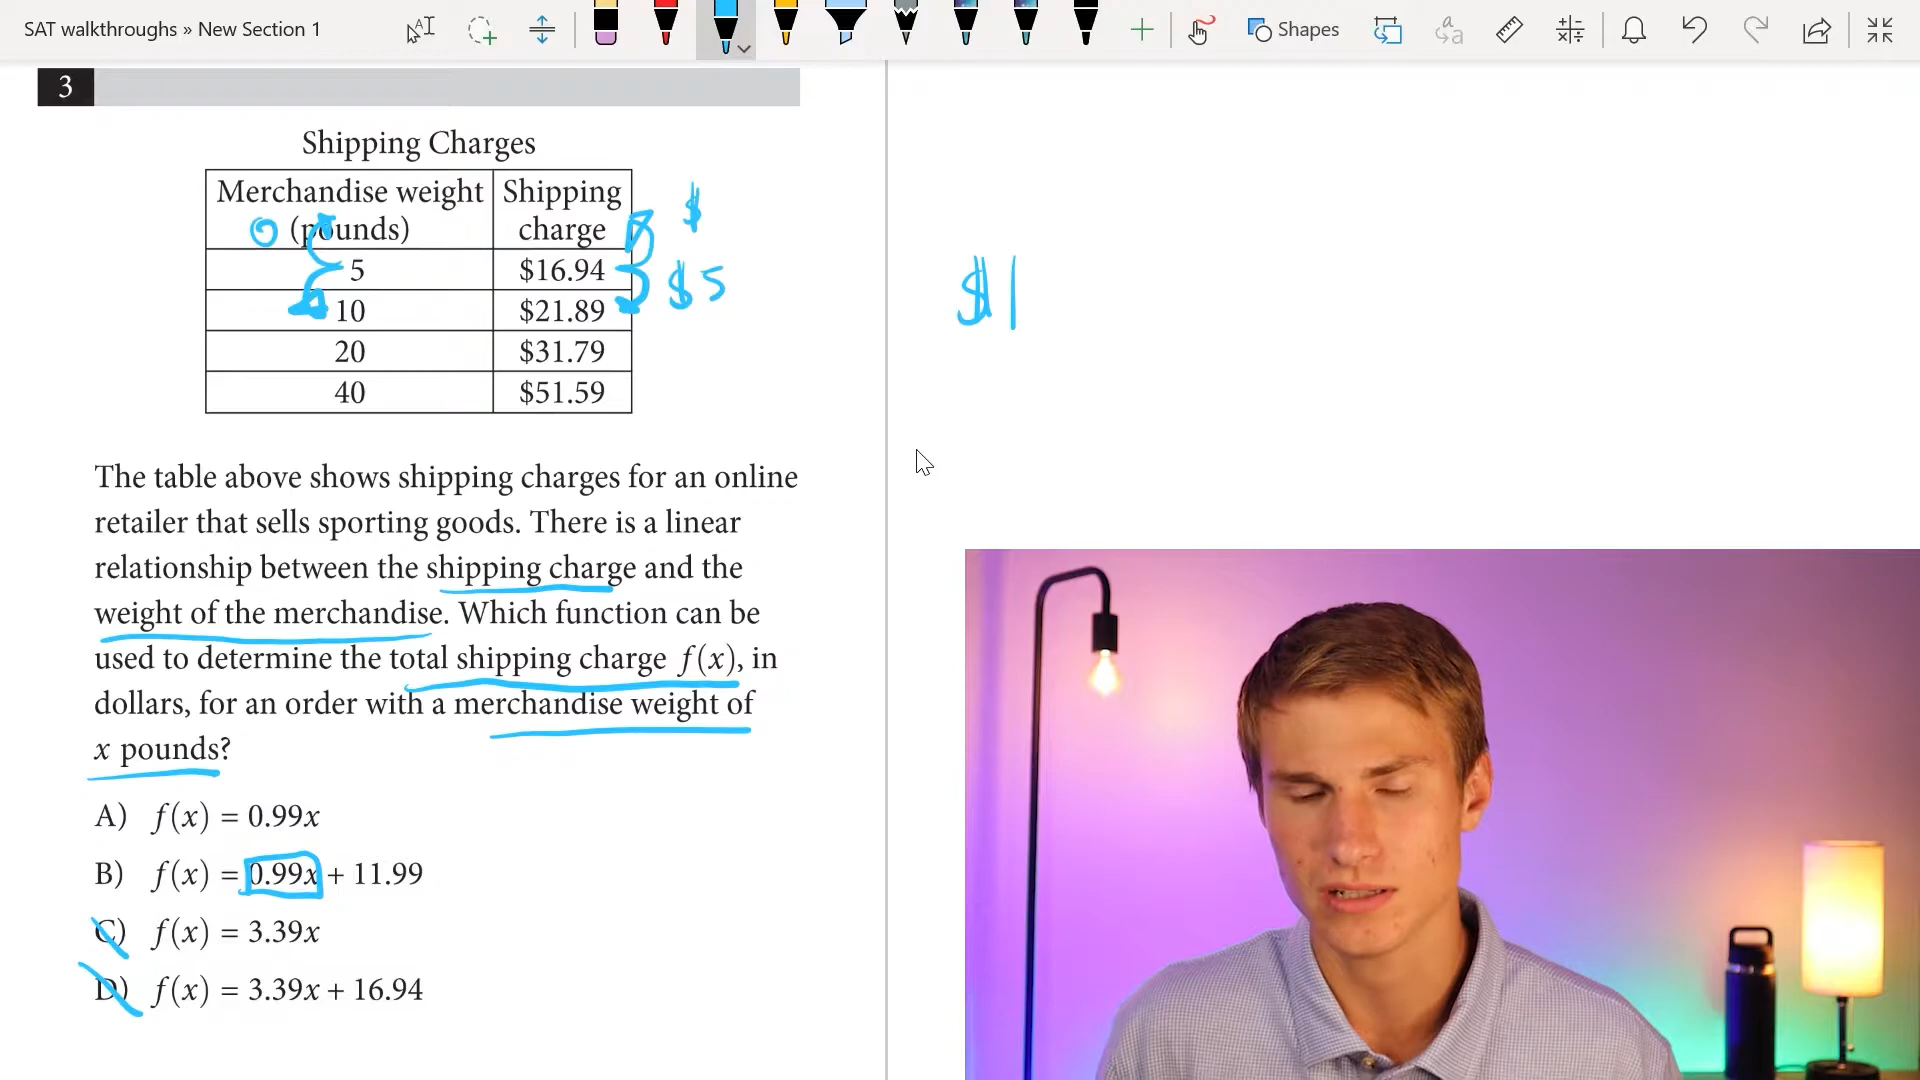 SAT walkthroughs » New Section 1
Shapes
3
Shipping Charges
Merchandise weight (pounds) Shipping charge
0
$
5 $16.94
$5
$1
10 $21.89
20 $31.79
40 $51.59
The table above shows shipping charges for an online
retailer that sells sporting goods. There is a linear
relationship between the shipping charge and the
weight of the merchandise. Which function can be
used to determine the total shipping charge f(x), in
dollars, for an order with a merchandise weight of
x pounds?
A) f(x) = 0.99x
B) f(x) = 0.99x + 11.99
C) f(x) = 3.39x
D) f(x) = 3.39x + 16.94